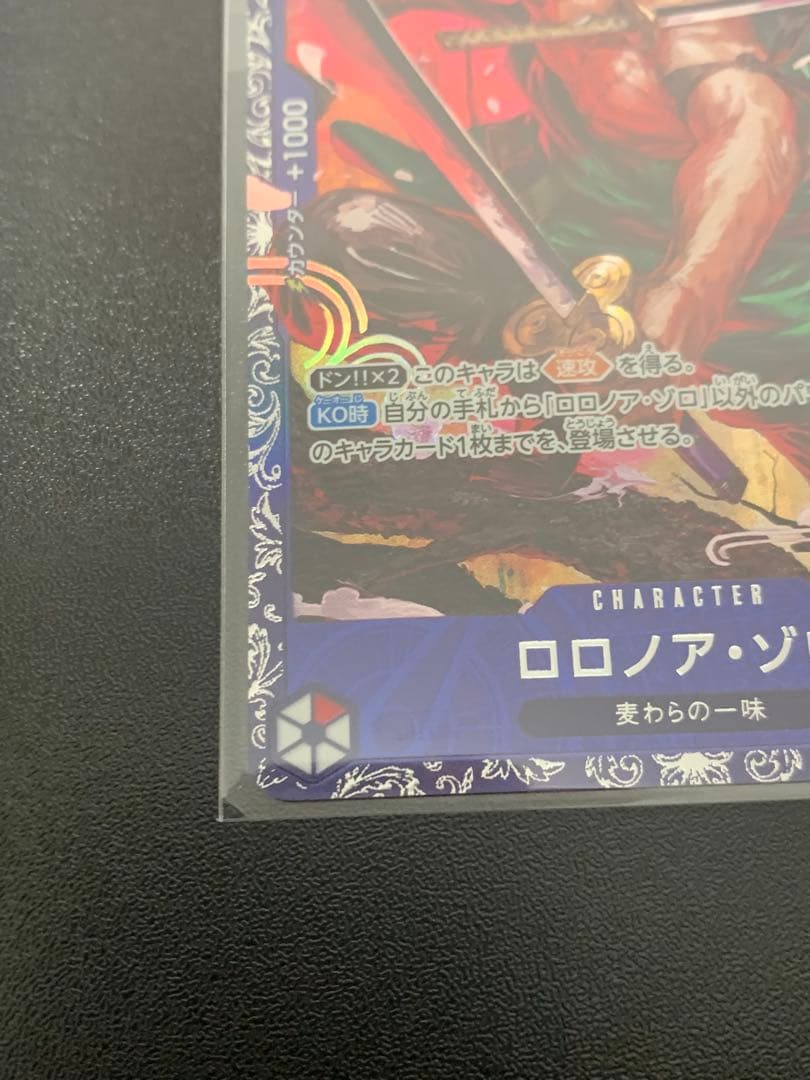 カウンター +1000
ドン!!×2 このキャラは 速攻 を得る。
KO時 自分の手札から「ロロノア・ゾロ」以外のパ
のキャラカード1枚までを、登場させる。
CHARACTER
ロロノア・ゾロ
麦わらの一味